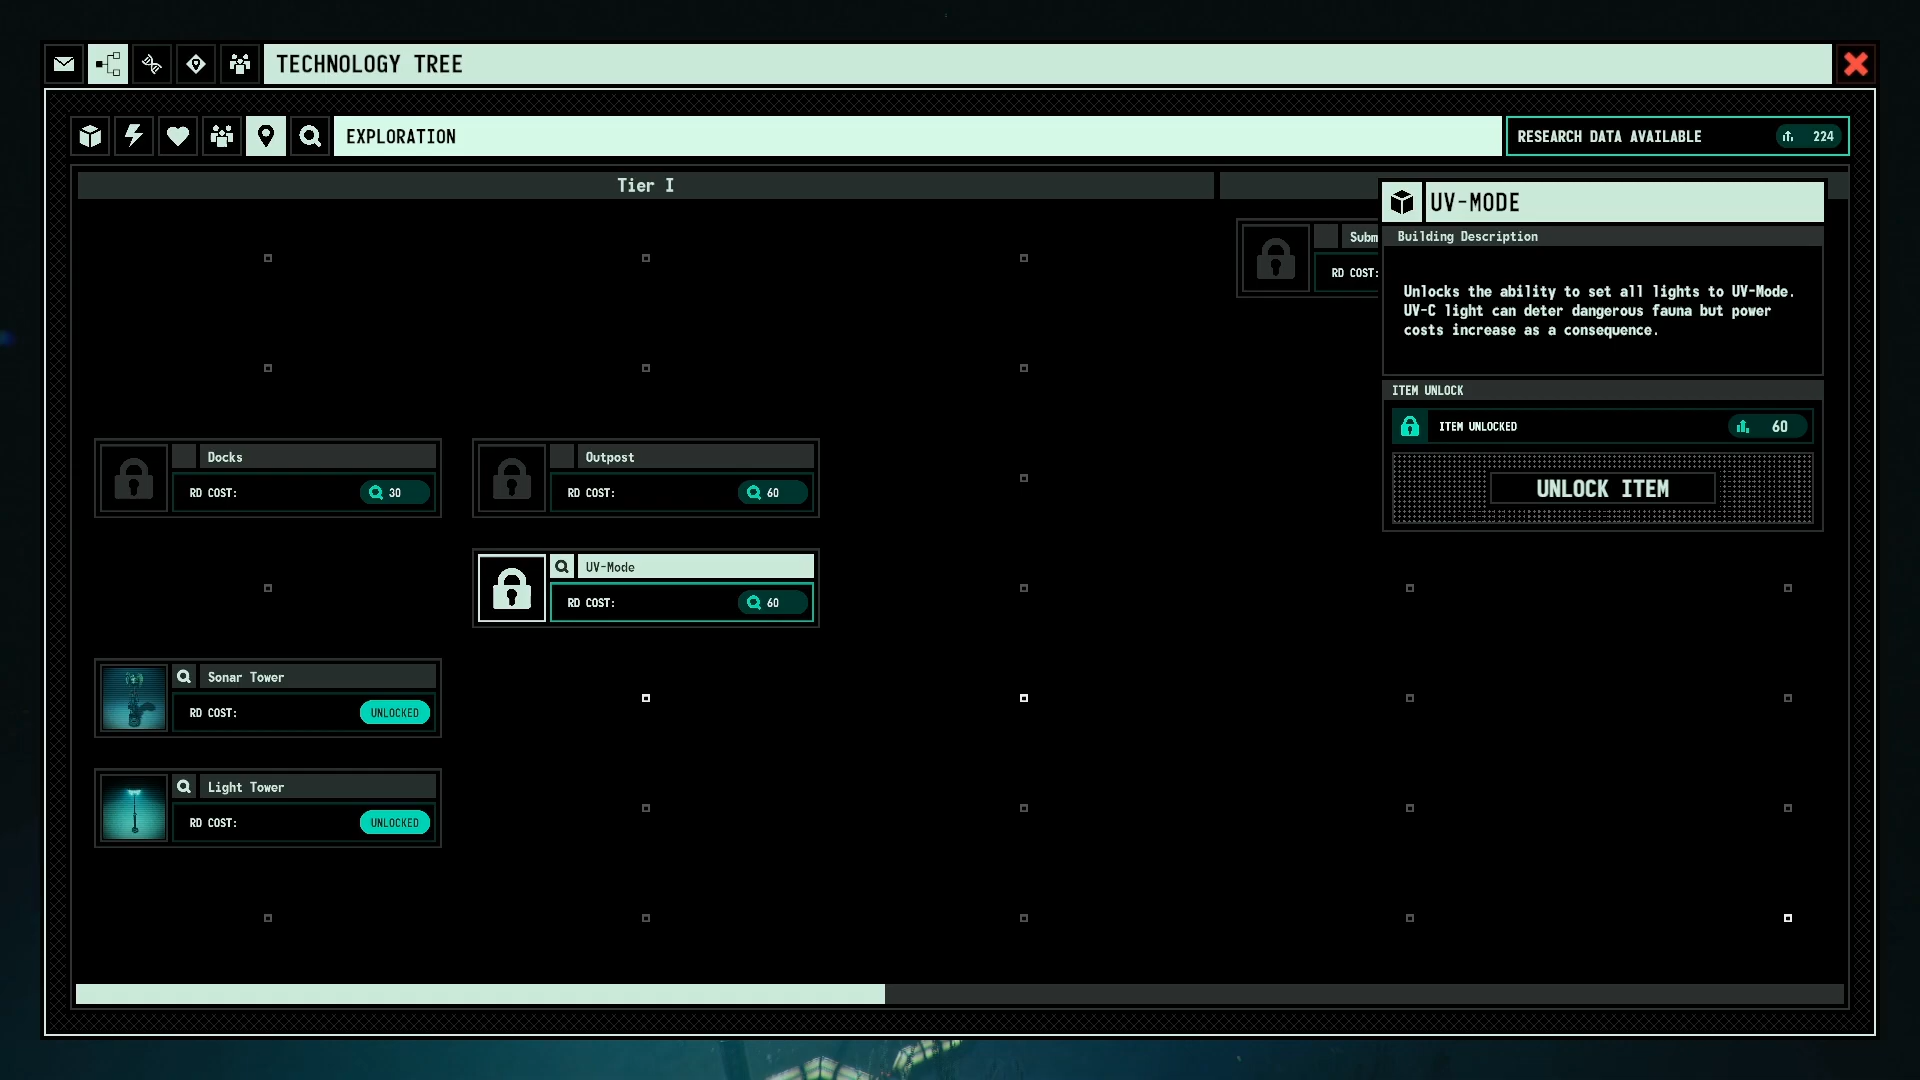 TECHNOLOGY TREE
EXPLORATION
RESEARCH DATA AVAILABLE
224
Tier I
Subm
RD COST:
UV-MODE
Building Description
Unlocks the ability to set all lights to UV-Mode.
UV-C light can deter dangerous fauna but power
costs increase as a consequence.
ITEM UNLOCK
ITEM UNLOCKED
60
UNLOCK ITEM
Docks
RD COST:
30
Outpost
RD COST:
60
UV-Mode
RD COST:
60
Sonar Tower
RD COST:
UNLOCKED
Light Tower
RD COST:
UNLOCKED